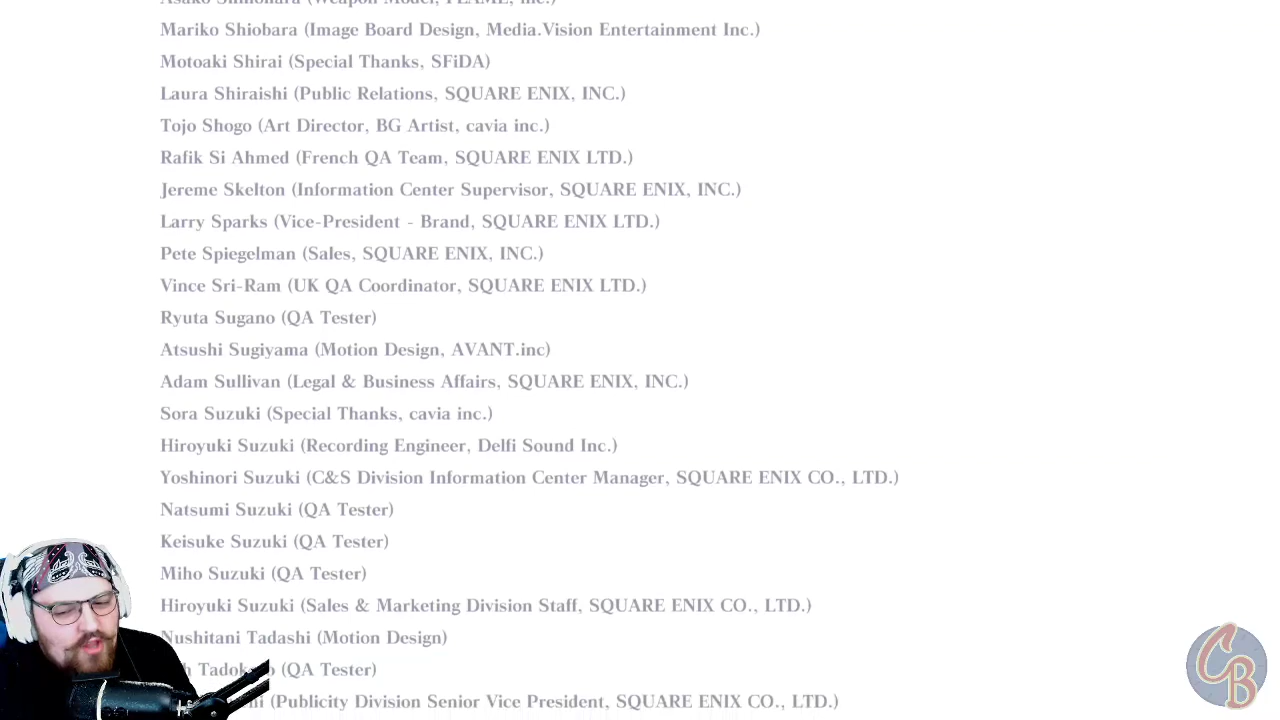 Asako Shimohara (Weapon Model, FLAME, Inc.)
Mariko Shiobara (Image Board Design, Media.Vision Entertainment Inc.)
Motoaki Shirai (Special Thanks, SFiDA)
Laura Shiraishi (Public Relations, SQUARE ENIX, INC.)
Tojo Shogo (Art Director, BG Artist, cavia inc.)
Rafik Si Ahmed (French QA Team, SQUARE ENIX LTD.)
Jereme Skelton (Information Center Supervisor, SQUARE ENIX, INC.)
Larry Sparks (Vice-President - Brand, SQUARE ENIX LTD.)
Pete Spiegelman (Sales, SQUARE ENIX, INC.)
Vince Sri-Ram (UK QA Coordinator, SQUARE ENIX LTD.)
Ryuta Sugano (QA Tester)
Atsushi Sugiyama (Motion Design, AVANT.inc)
Adam Sullivan (Legal & Business Affairs, SQUARE ENIX, INC.)
Sora Suzuki (Special Thanks, cavia inc.)
Hiroyuki Suzuki (Recording Engineer, Delfi Sound Inc.)
Yoshinori Suzuki (C&S Division Information Center Manager, SQUARE ENIX CO., LTD.)
Natsumi Suzuki (QA Tester)
Keisuke Suzuki (QA Tester)
Miho Suzuki (QA Tester)
Hiroyuki Suzuki (Sales & Marketing Division Staff, SQUARE ENIX CO., LTD.)
Nushitani Tadashi (Motion Design)
(QA Tester)
(Publicity Division Senior Vice President, SQUARE ENIX CO., LTD.)
CB